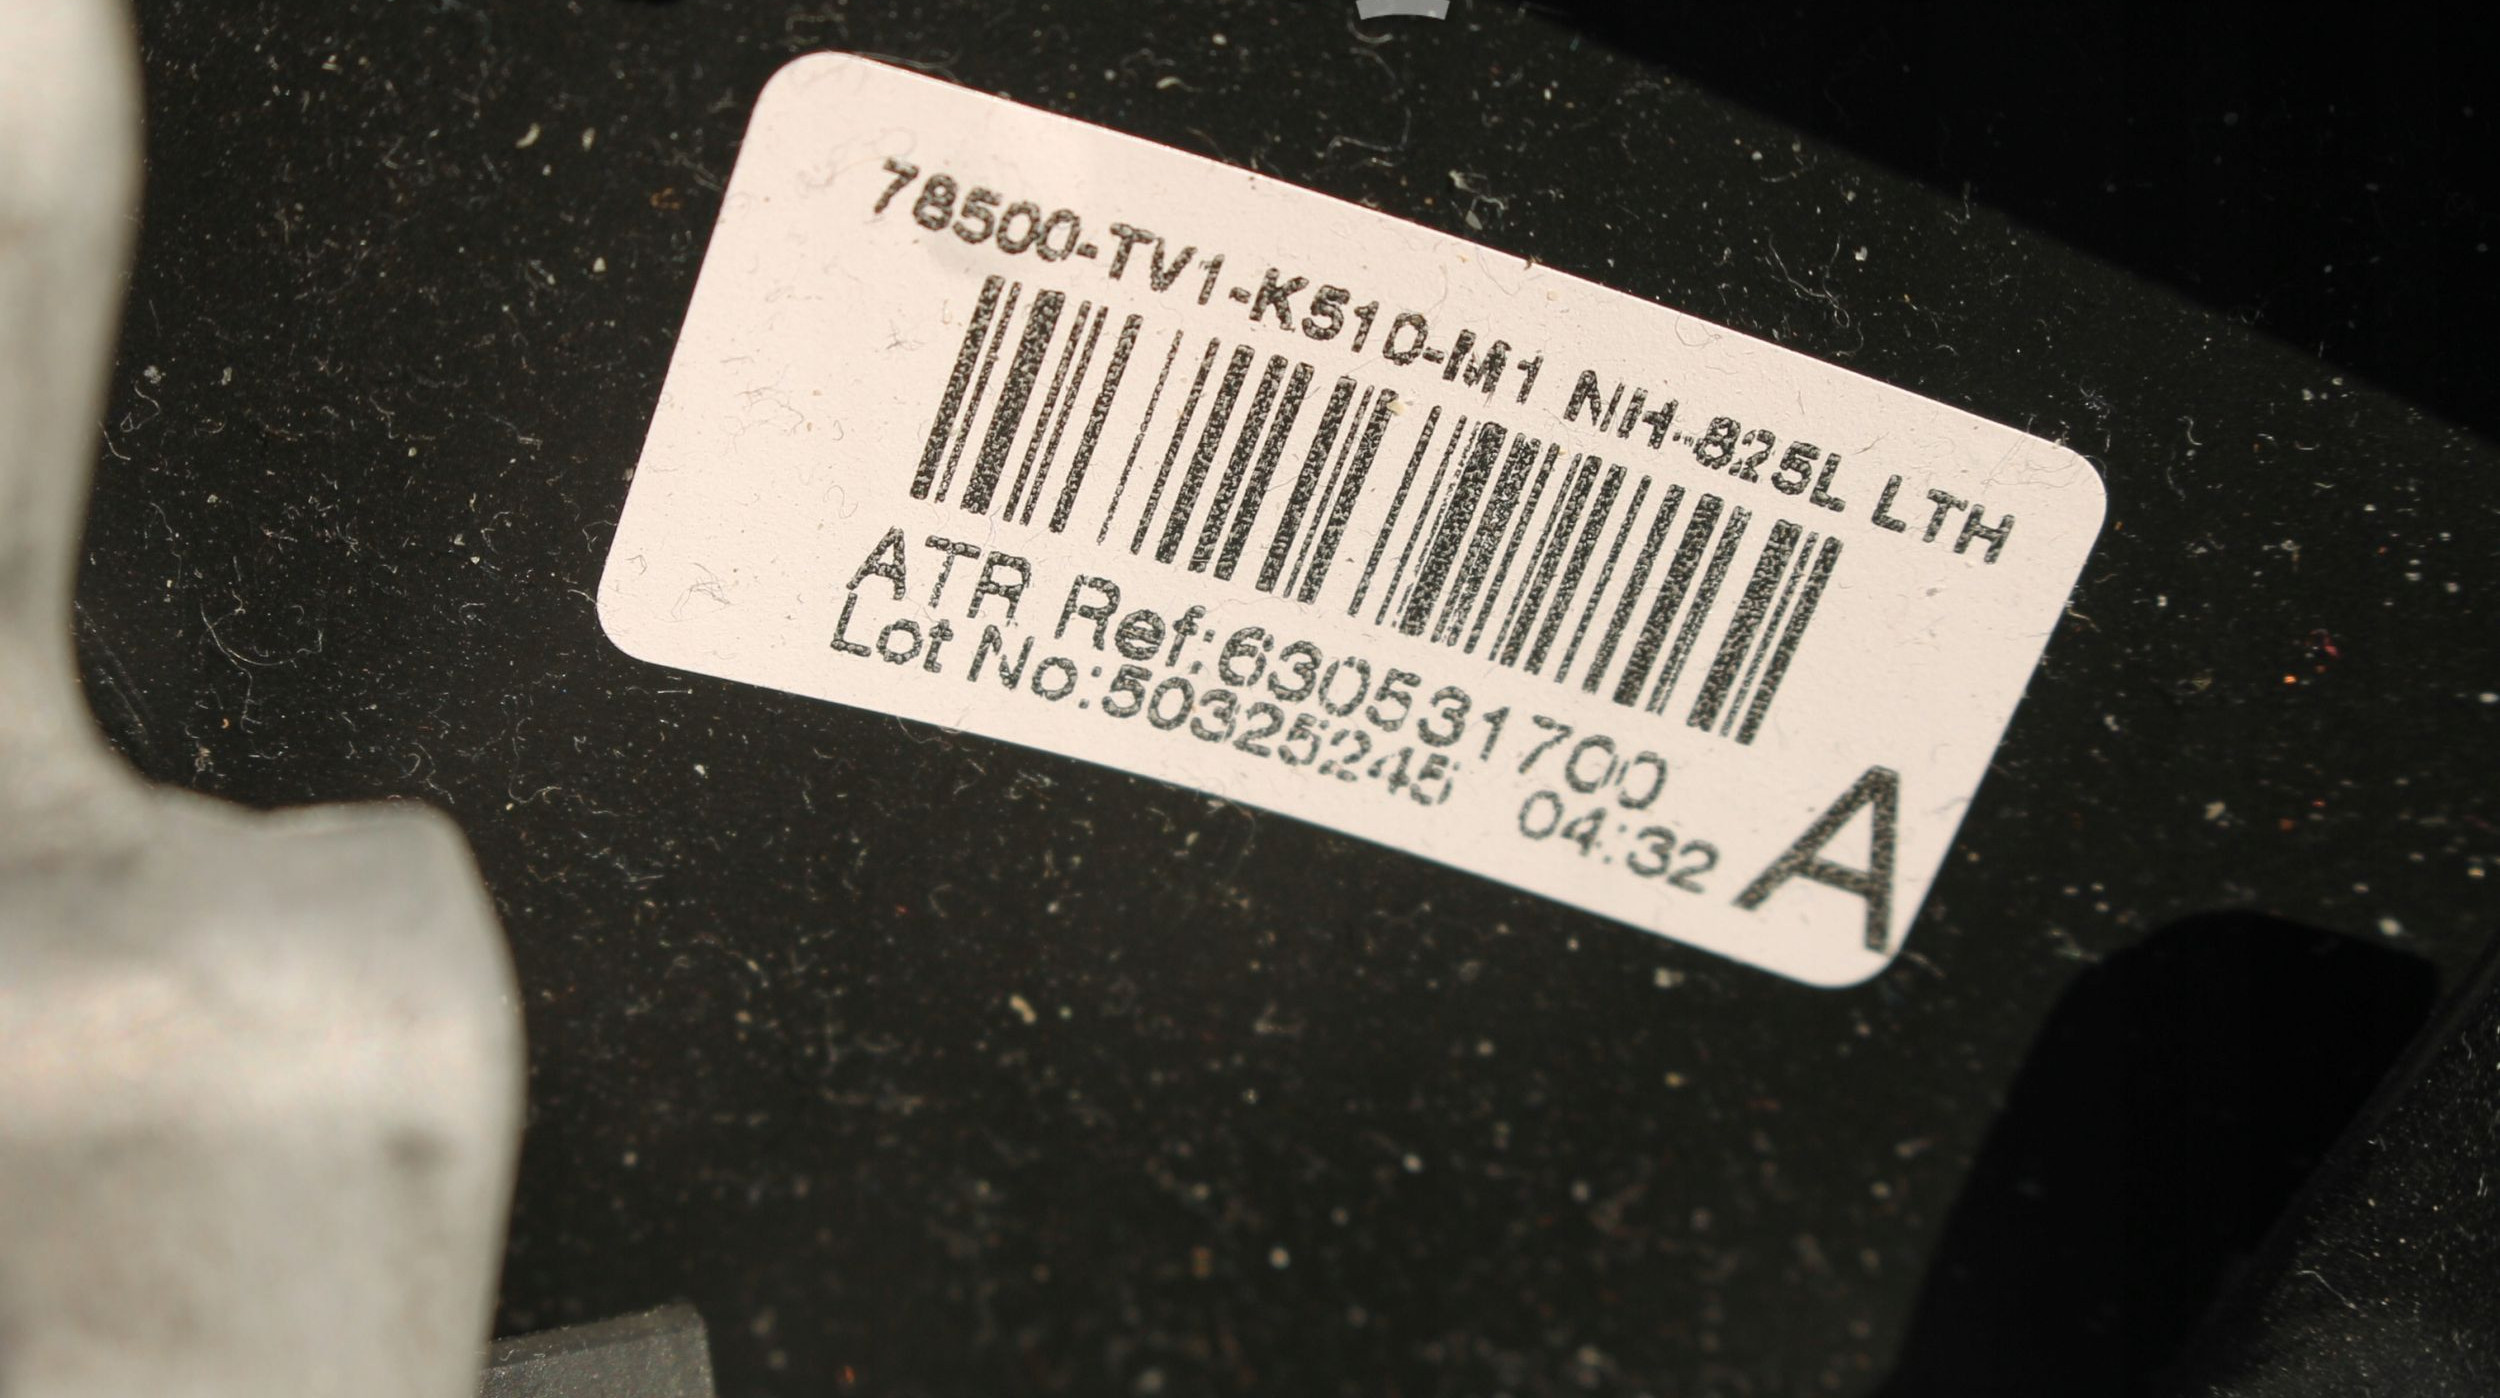 78500-TV1-K510-M1 NH-825L LTH
ATR Ref:630531700
Lot No:50325245 04:32
A